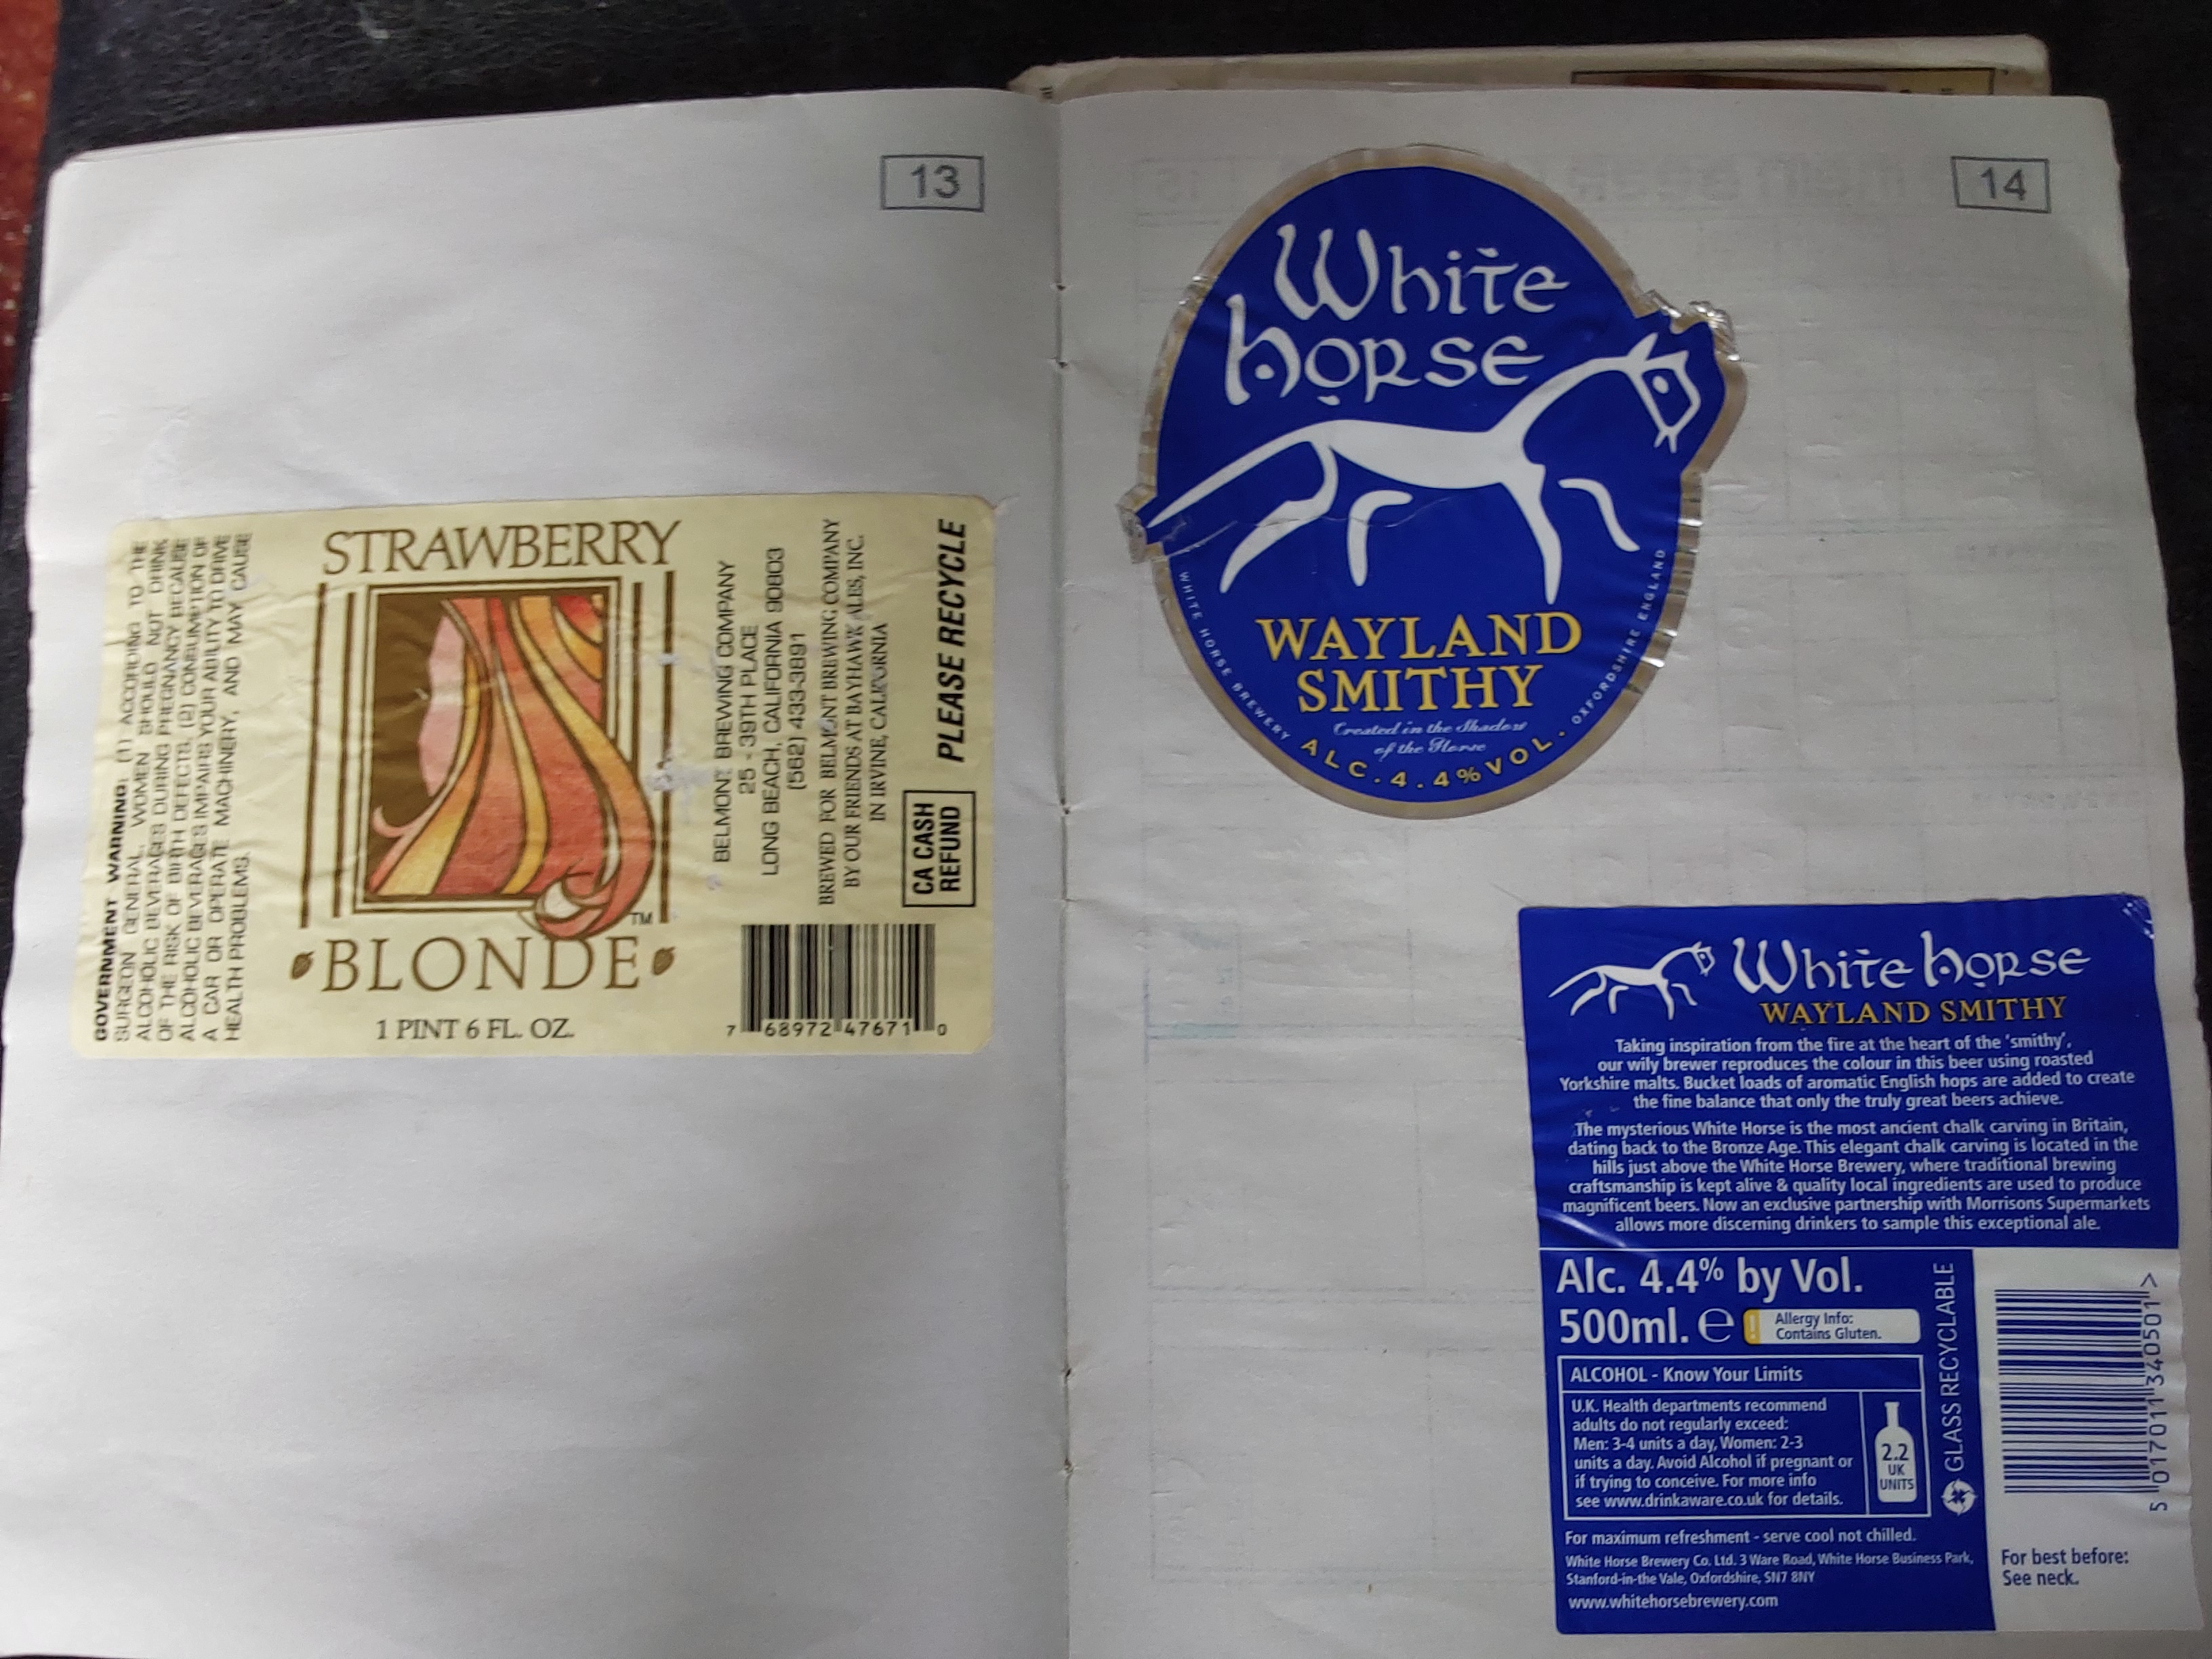 13
GOVERNMENT WARNING: (1) ACCORDING TO THE
SURGEON GENERAL, WOMEN SHOULD NOT DRINK
ALCOHOLIC BEVERAGES DURING PREGNANCY BECAUSE
OF THE RISK OF BIRTH DEFECTS. (2) CONSUMPTION OF
ALCOHOLIC BEVERAGES IMPAIRS YOUR ABILITY TO DRIVE
A CAR OR OPERATE MACHINERY, AND MAY CAUSE
HEALTH PROBLEMS.
STRAWBERRY
TM
BLONDE
1 PINT 6 FL. OZ.
BELMONT BREWING COMPANY
25 - 39TH PLACE
LONG BEACH, CALIFORNIA 90803
(562) 433-3891
BREWED FOR BELMONT BREWING COMPANY
BY OUR FRIENDS AT BAYHAWK ALES, INC.
IN IRVINE, CALIFORNIA
CA CASH
REFUND
PLEASE RECYCLE
7 68972 47671 0
14
White
horse
WAYLAND
SMITHY
Created in the Shadow
of the Horse
WHITE HORSE BREWERY
ALC. 4.4% VOL.
OXFORDSHIRE ENGLAND
White horse
WAYLAND SMITHY
Taking inspiration from the fire at the heart of the 'smithy',
our wily brewer reproduces the colour in this beer using roasted
Yorkshire malts. Bucket loads of aromatic English hops are added to create
the fine balance that only the truly great beers achieve.
The mysterious White Horse is the most ancient chalk carving in Britain,
dating back to the Bronze Age. This elegant chalk carving is located in the
hills just above the White Horse Brewery, where traditional brewing
craftsmanship is kept alive & quality local ingredients are used to produce
magnificent beers. Now an exclusive partnership with Morrisons Supermarkets
allows more discerning drinkers to sample this exceptional ale.
Alc. 4.4% by Vol.
500ml. e
Allergy Info:
Contains Gluten.
ALCOHOL - Know Your Limits
U.K. Health departments recommend
adults do not regularly exceed:
Men: 3-4 units a day, Women: 2-3
units a day. Avoid Alcohol if pregnant or
if trying to conceive. For more info
see www.drinkaware.co.uk for details.
2.2
UK
UNITS
GLASS RECYCLABLE
5 017011 340501 >
For maximum refreshment - serve cool not chilled.
White Horse Brewery Co. Ltd. 3 Ware Road, White Horse Business Park,
Stanford-in-the Vale, Oxfordshire, SN7 8NY
www.whitehorsebrewery.com
For best before:
See neck.